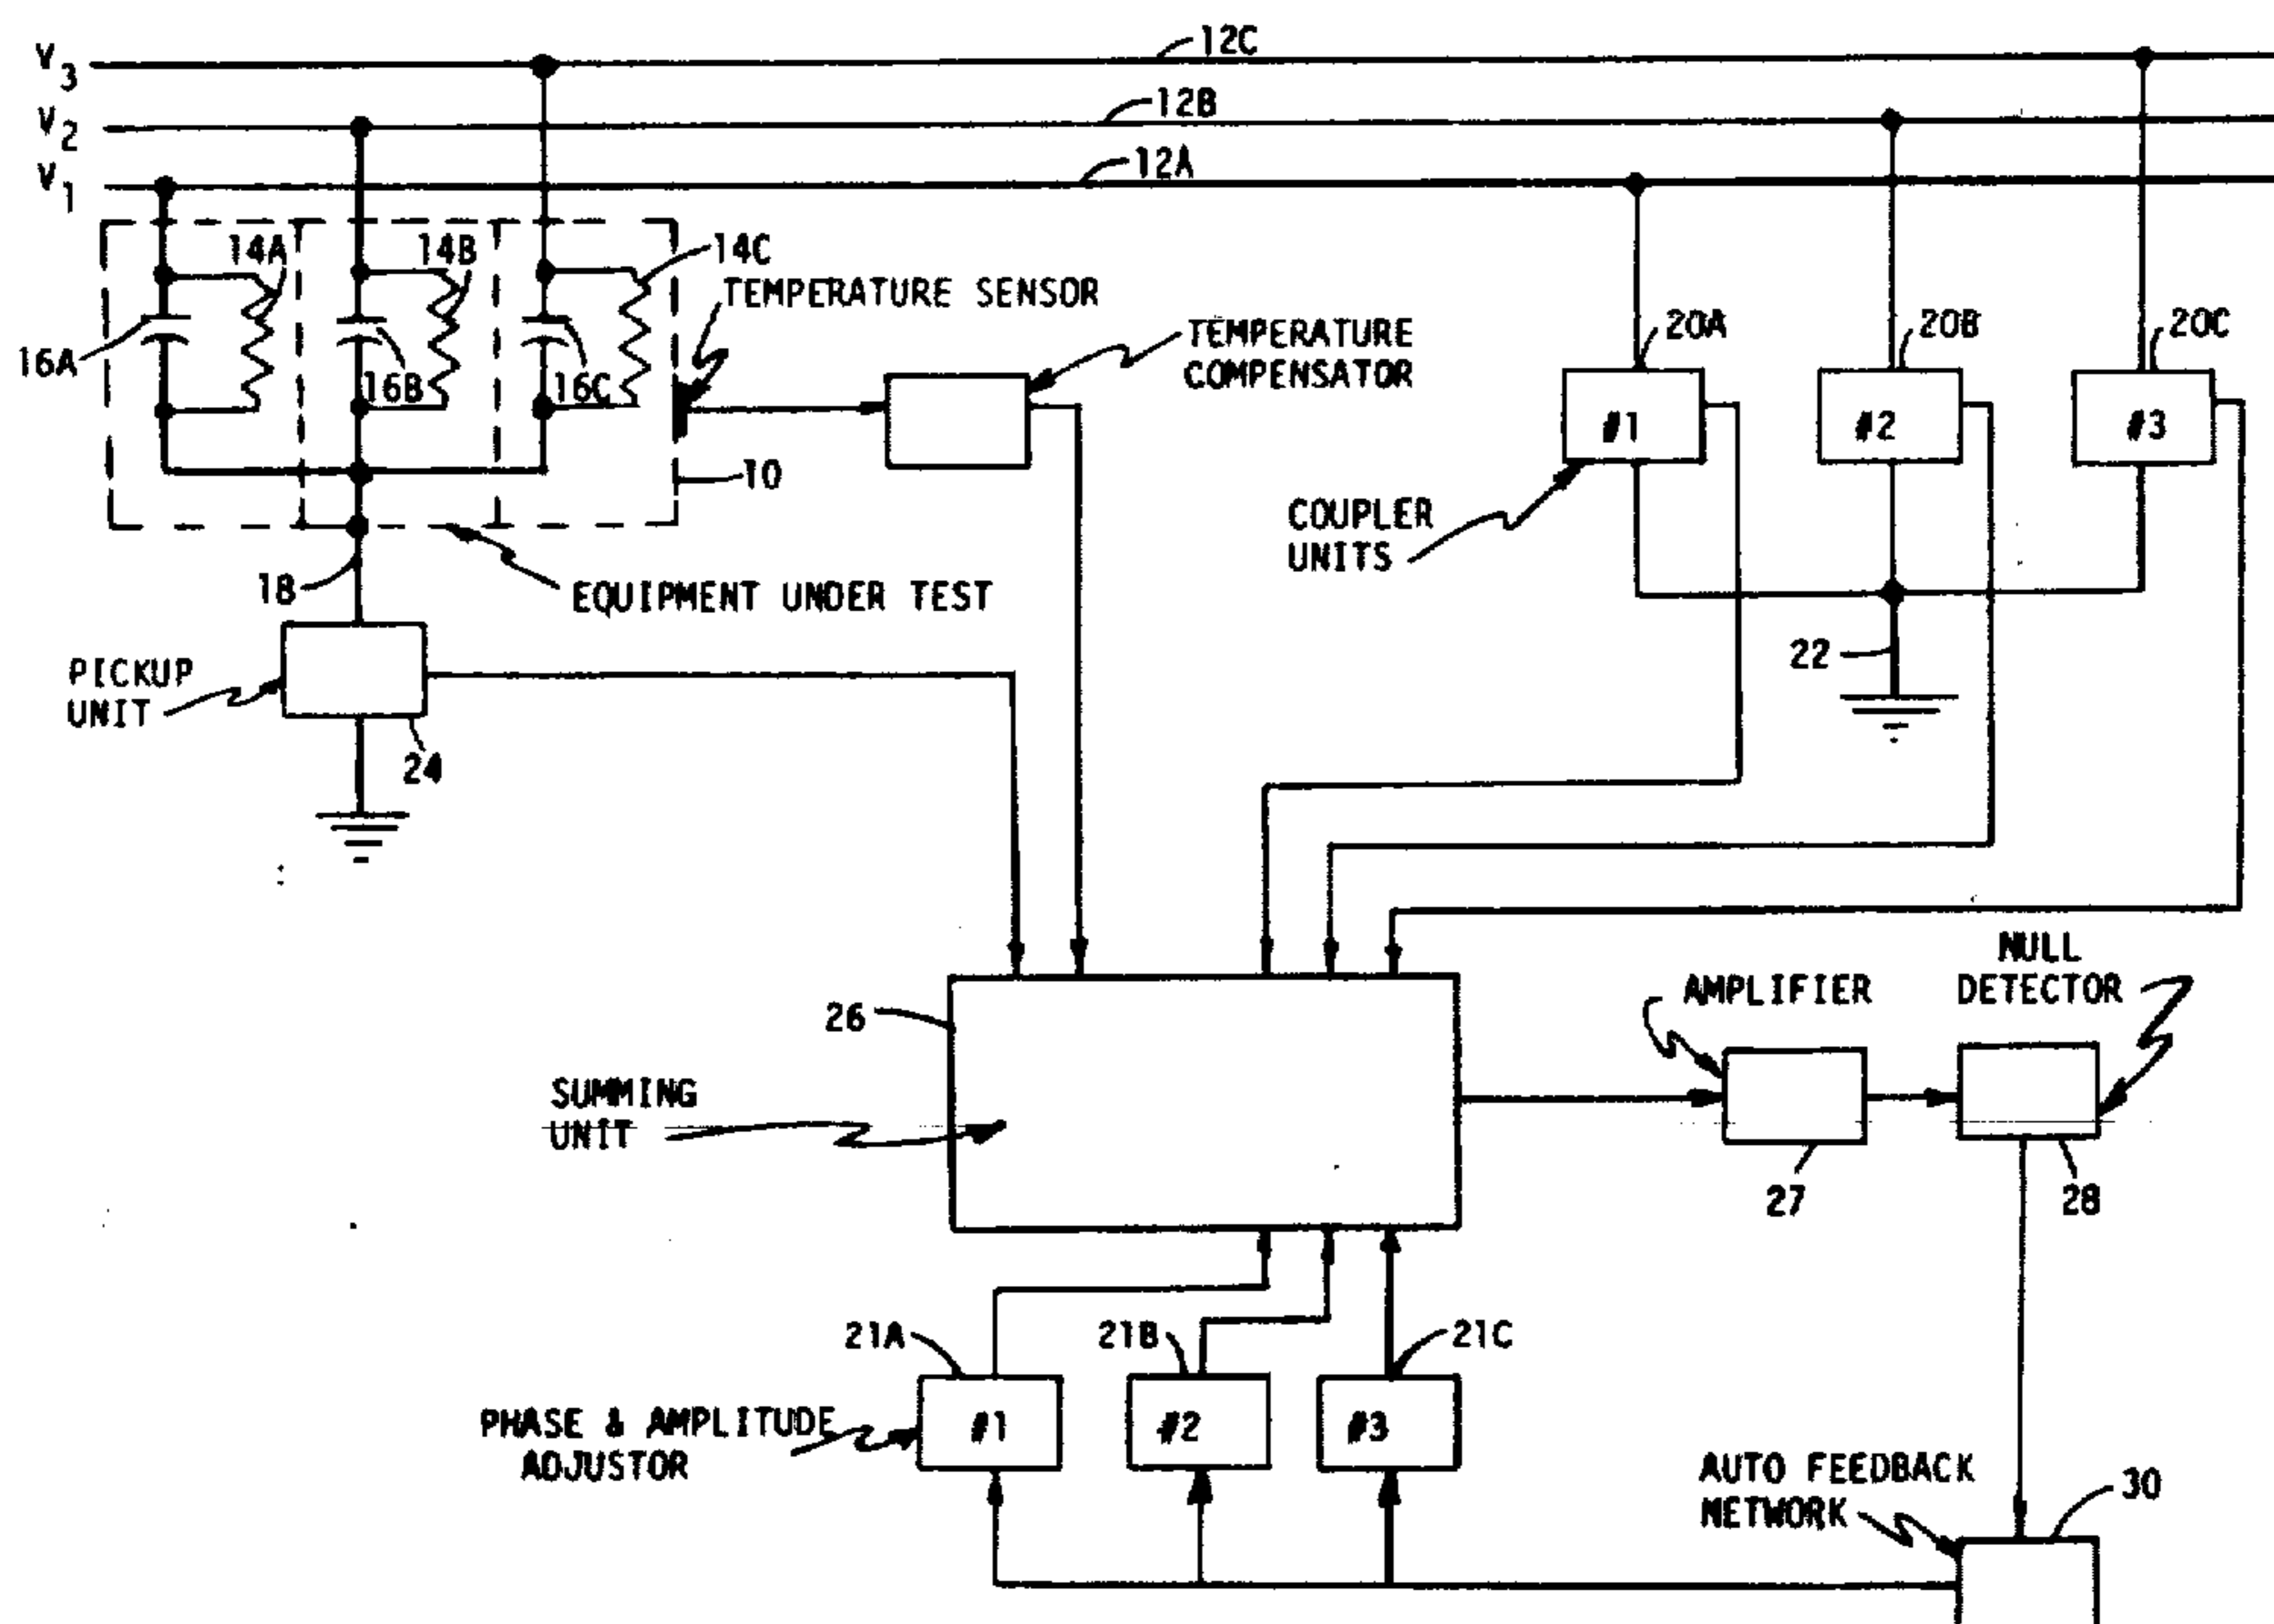 V3
12C
V2
12B
V1
12A
14A
14B
14C
TEMPERATURE SENSOR
16A
16B
16C
TEMPERATURE
COMPENSATOR
20A
20B
20C
#1
#2
#3
10
COUPLER
UNITS
18
EQUIPMENT UNDER TEST
22
PICKUP
UNIT
24
NULL
DETECTOR
AMPLIFIER
26
SUMMING
UNIT
27
28
21A
21B
21C
#1
#2
#3
PHASE & AMPLITUDE
ADJUSTOR
AUTO FEEDBACK
NETWORK
30